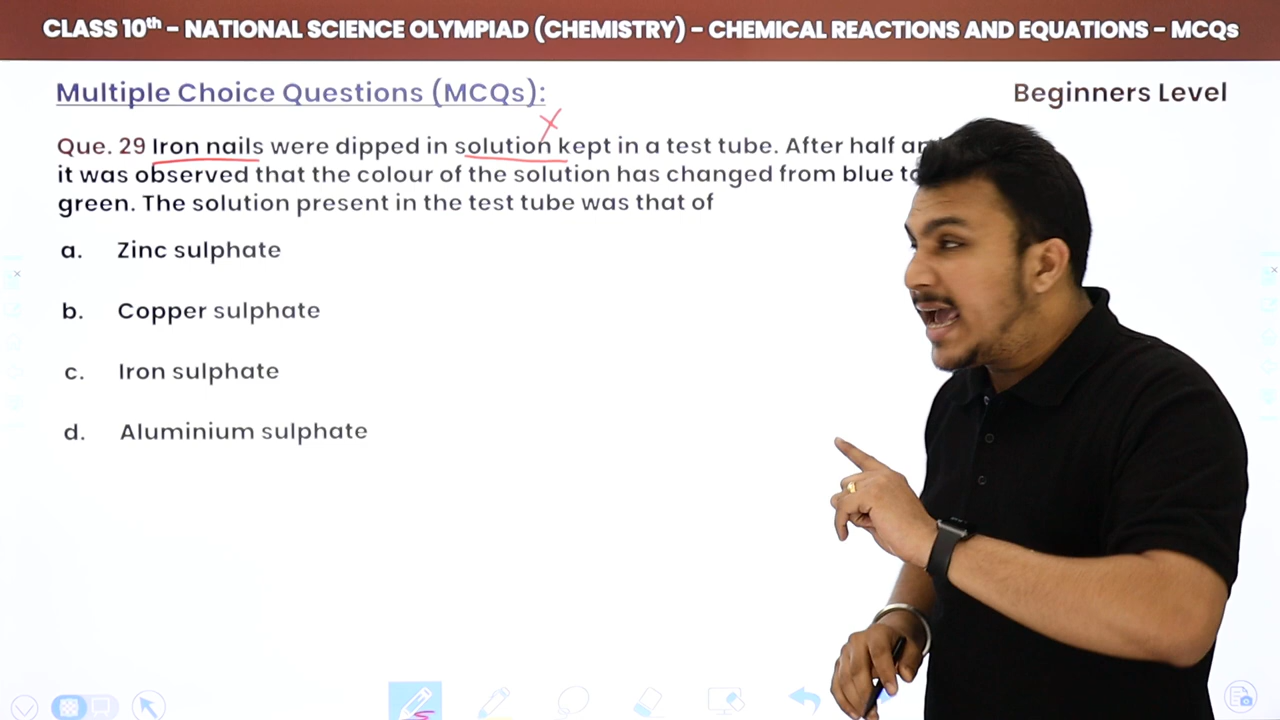 CLASS 10th – NATIONAL SCIENCE OLYMPIAD (CHEMISTRY) – CHEMICAL REACTIONS AND EQUATIONS – MCQs
Multiple Choice Questions (MCQs):
Beginners Level
Que. 29 Iron nails were dipped in solution kept in a test tube. After half
it was observed that the colour of the solution has changed from blue
green. The solution present in the test tube was that of
a. Zinc sulphate
b. Copper sulphate
c. Iron sulphate
d. Aluminium sulphate